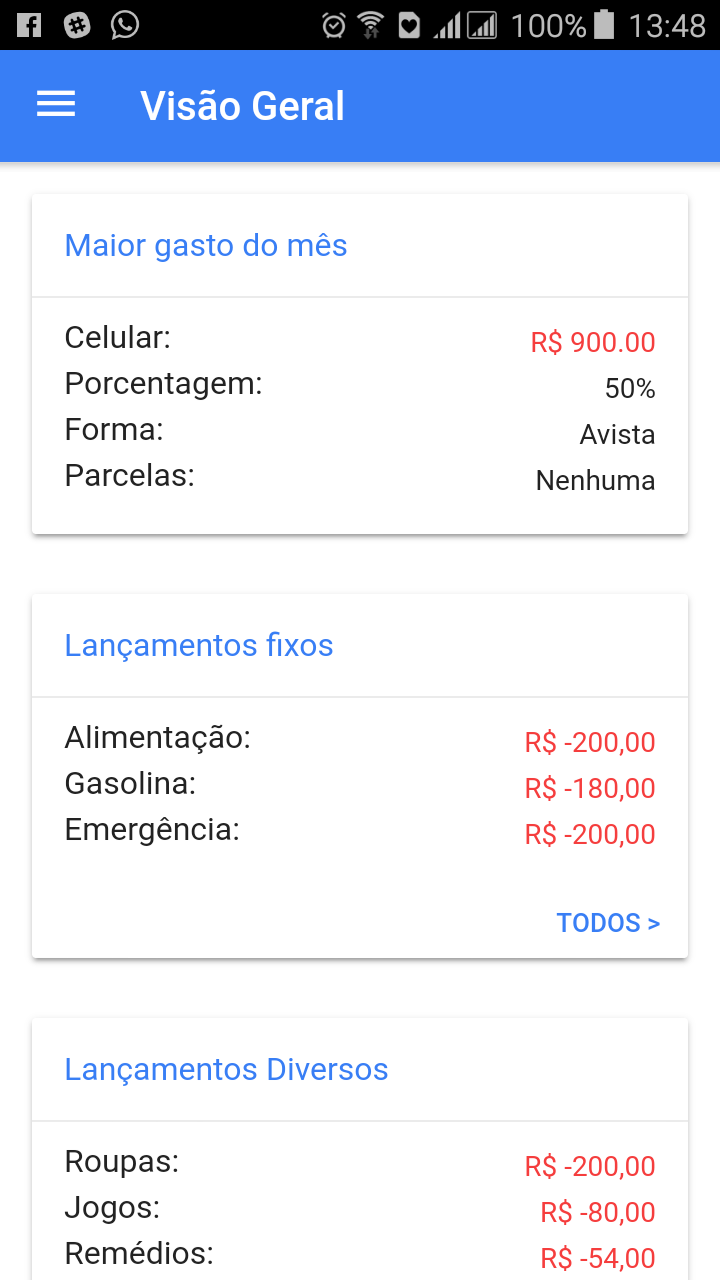 100% 13:48
Visão Geral
Maior gasto do mês
Celular: R$ 900.00
Porcentagem: 50%
Forma: Avista
Parcelas: Nenhuma
Lançamentos fixos
Alimentação: R$ -200,00
Gasolina: R$ -180,00
Emergência: R$ -200,00
TODOS >
Lançamentos Diversos
Roupas: R$ -200,00
Jogos: R$ -80,00
Remédios: R$ -54,00